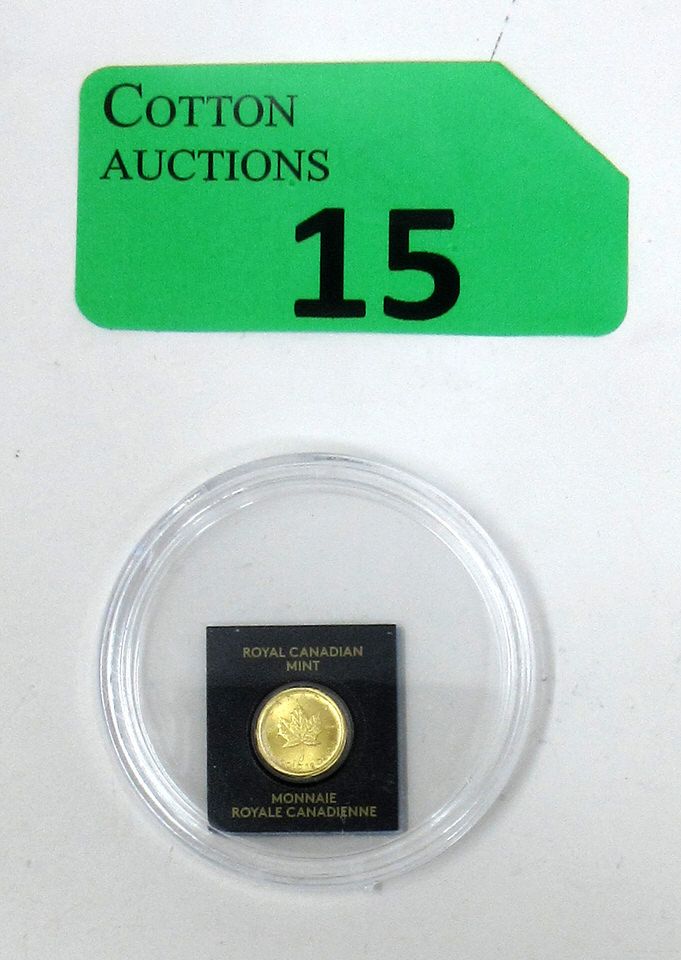 COTTON
AUCTIONS
15
ROYAL CANADIAN
MINT
MONNAIE
ROYALE CANADIENNE